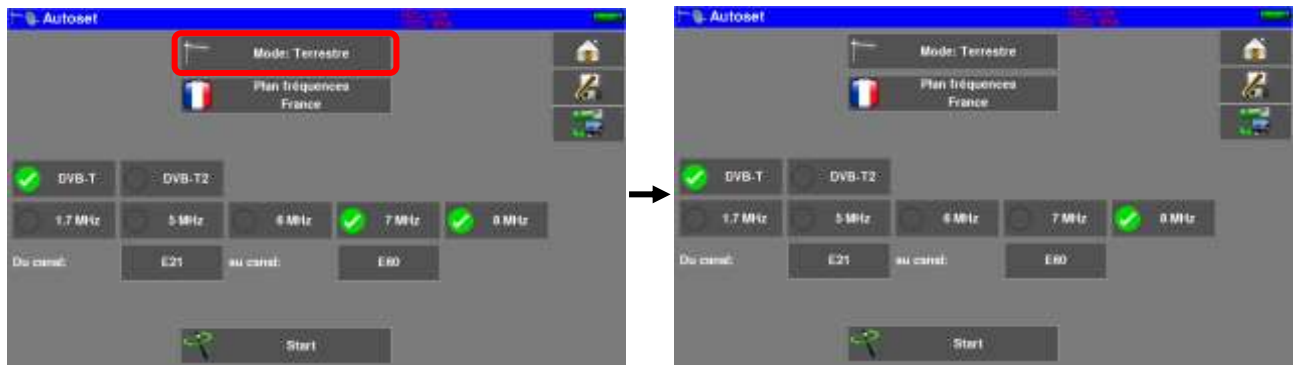 Autoset
Mode: Terrestre
Plan fréquences
France
DVB-T DVB-T2
1.7 MHz 5 MHz 6 MHz 7 MHz 8 MHz
Du canal: E21 au canal: E60
Start
Autoset
Mode: Terrestre
Plan fréquences
France
DVB-T DVB-T2
1.7 MHz 5 MHz 6 MHz 7 MHz 8 MHz
Du canal: E21 au canal: E60
Start